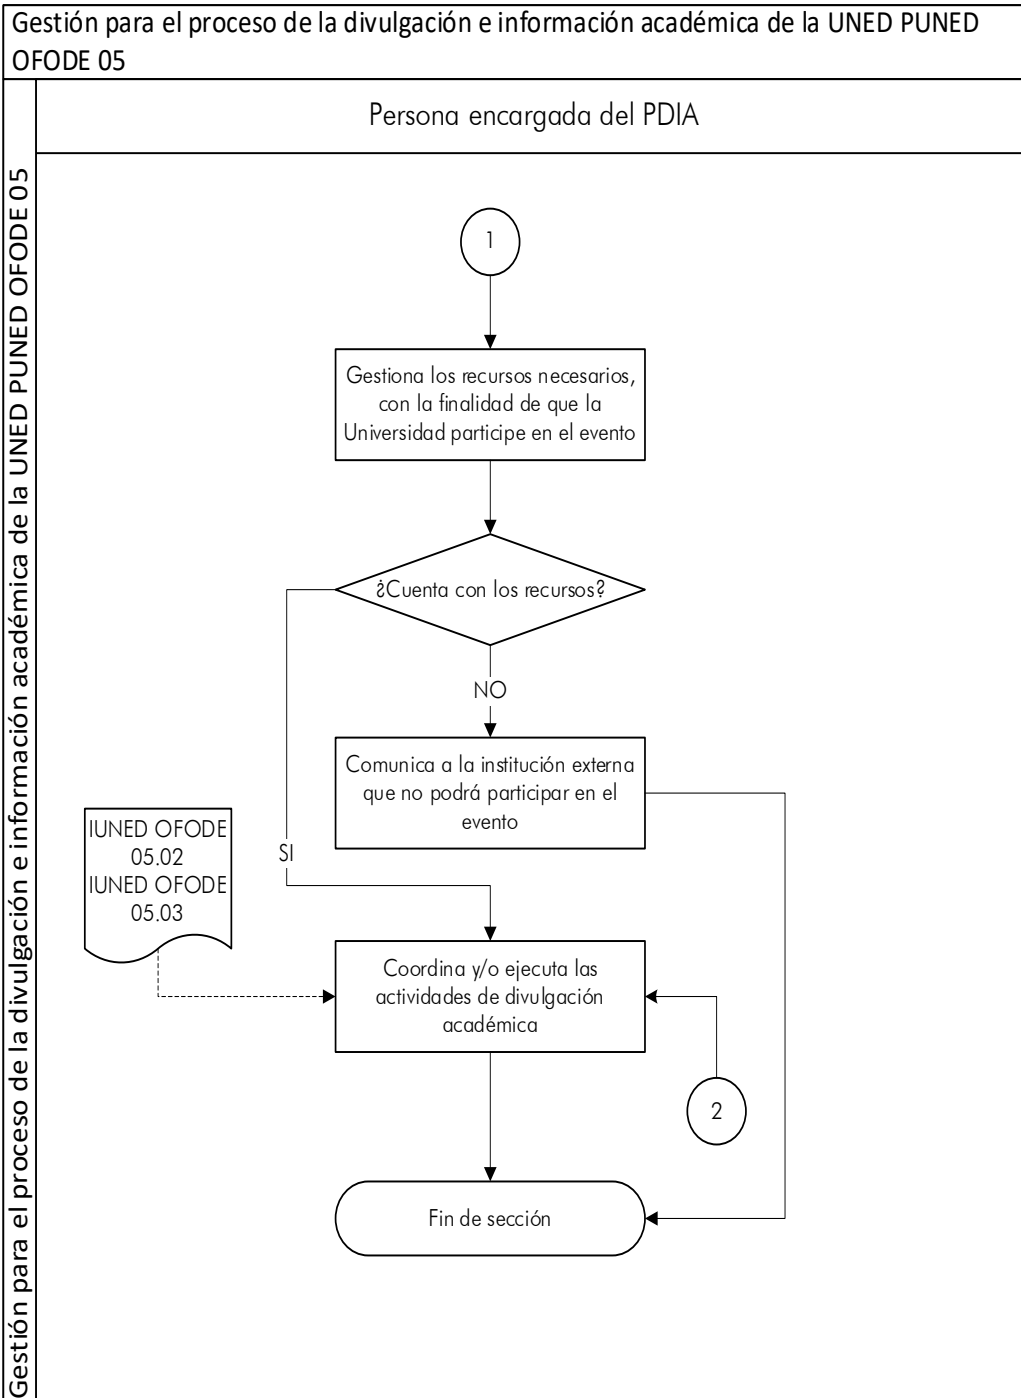 Gestión para el proceso de la divulgación e información académica de la UNED PUNED
OFODE 05
Gestión para el proceso de la divulgación e información académica de la UNED PUNED OFODE 05
Persona encargada del PDIA
1
Gestiona los recursos necesarios,
con la finalidad de que la
Universidad participe en el evento
¿Cuenta con los recursos?
NO
Comunica a la institución externa
que no podrá participar en el
evento
SI
IUNED OFODE
05.02
IUNED OFODE
05.03
Coordina y/o ejecuta las
actividades de divulgación
académica
2
Fin de sección